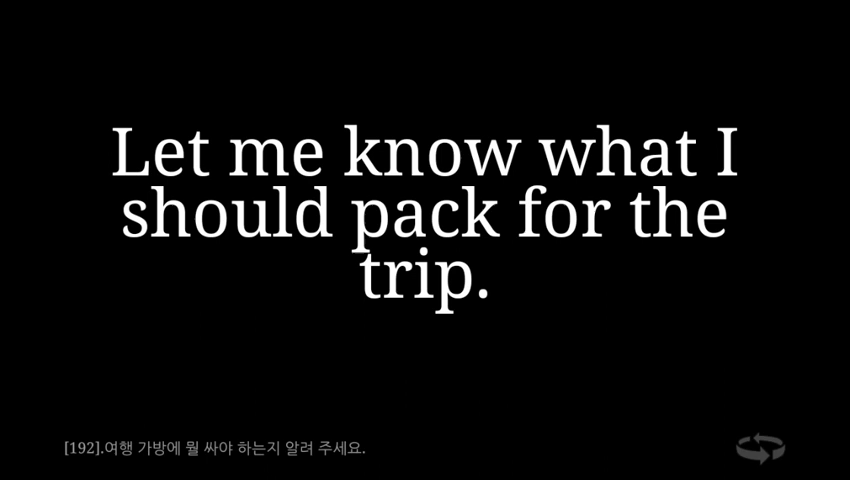 Let me know what I
should pack for the
trip.
[192].여행 가방에 뭘 싸야 하는지 알려 주세요.